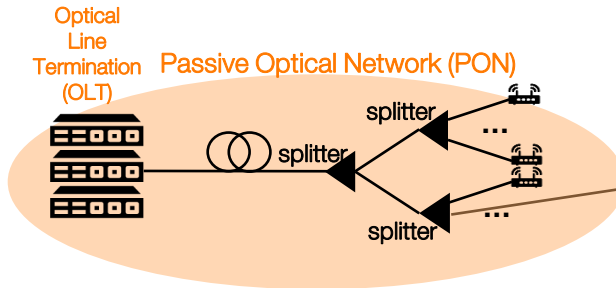 Optical
Line
Termination
(OLT)
Passive Optical Network (PON)
splitter
splitter
...
splitter
...